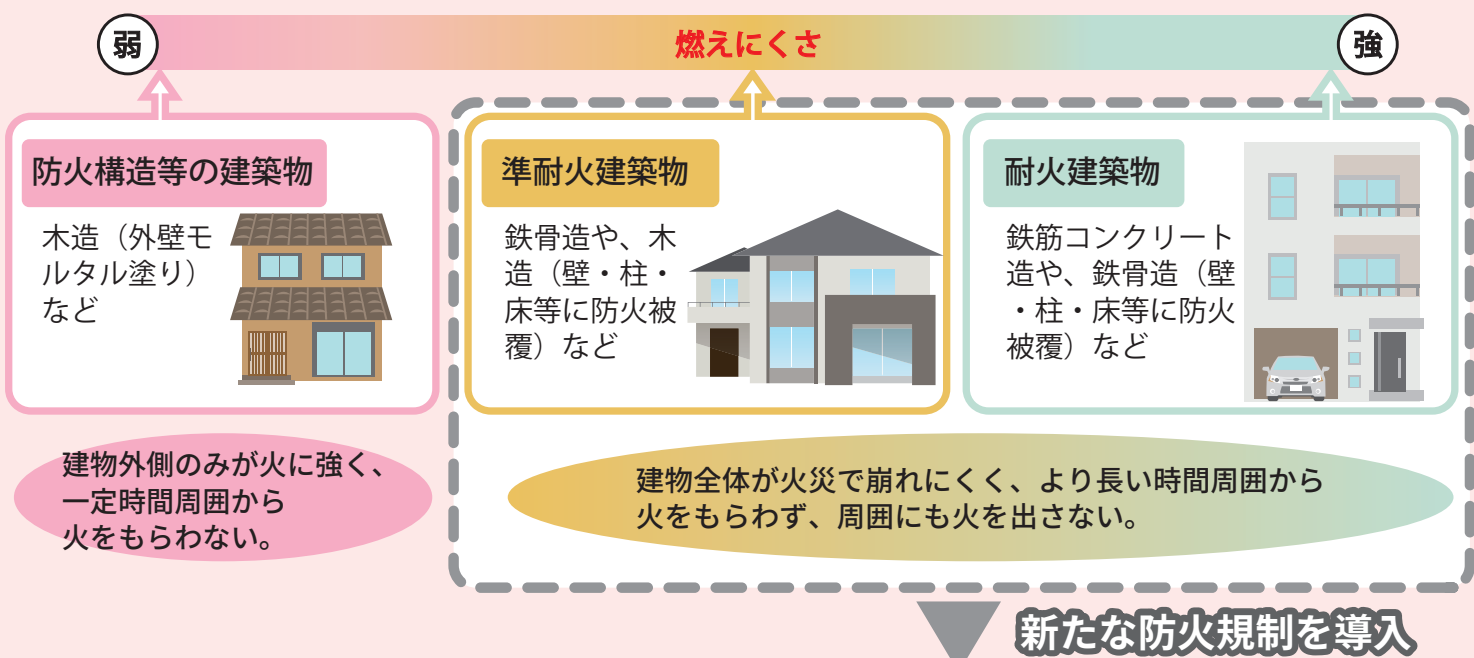 弱
燃えにくさ
強
防火構造等の建築物
木造（外壁モ
ルタル塗り）
など
準耐火建築物
鉄骨造や、木
造（壁・柱・
床等に防火被
覆）など
耐火建築物
鉄筋コンクリート
造や、鉄骨造（壁
・柱・床等に防火
被覆）など
建物外側のみが火に強く、
一定時間周囲から
火をもらわない。
建物全体が火災で崩れにくく、より長い時間周囲から
火をもらわず、周囲にも火を出さない。
新たな防火規制を導入